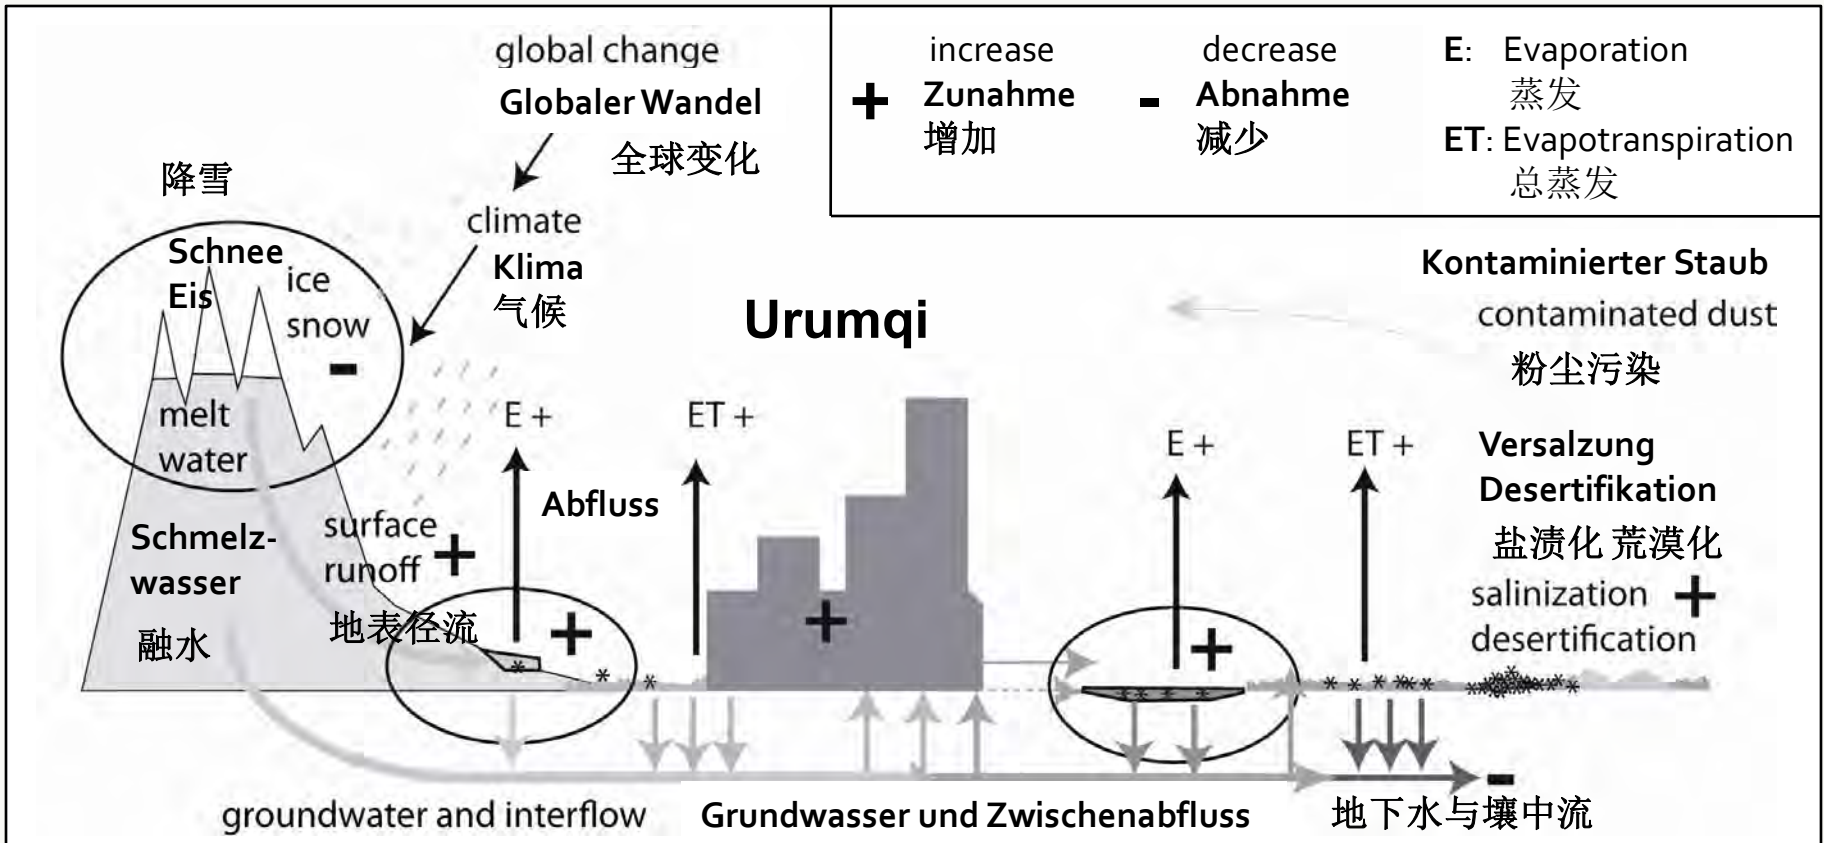 global change
Globaler Wandel
全球变化
+
increase
Zunahme
增加
-
decrease
Abnahme
减少
E: Evaporation
蒸发
ET: Evapotranspiration
总蒸发
降雪
climate
Klima
气候
Schnee
Eis
ice
snow
-
melt
water
Schmelz-
wasser
融水
surface
runoff
+
地表径流
E +
Abfluss
+
ET +
Urumqi
+
E +
+
ET +
Kontaminierter Staub
contaminated dust
粉尘污染
Versalzung
Desertifikation
盐渍化 荒漠化
salinization +
desertification
-
groundwater and interflow
Grundwasser und Zwischenabfluss
地下水与壤中流